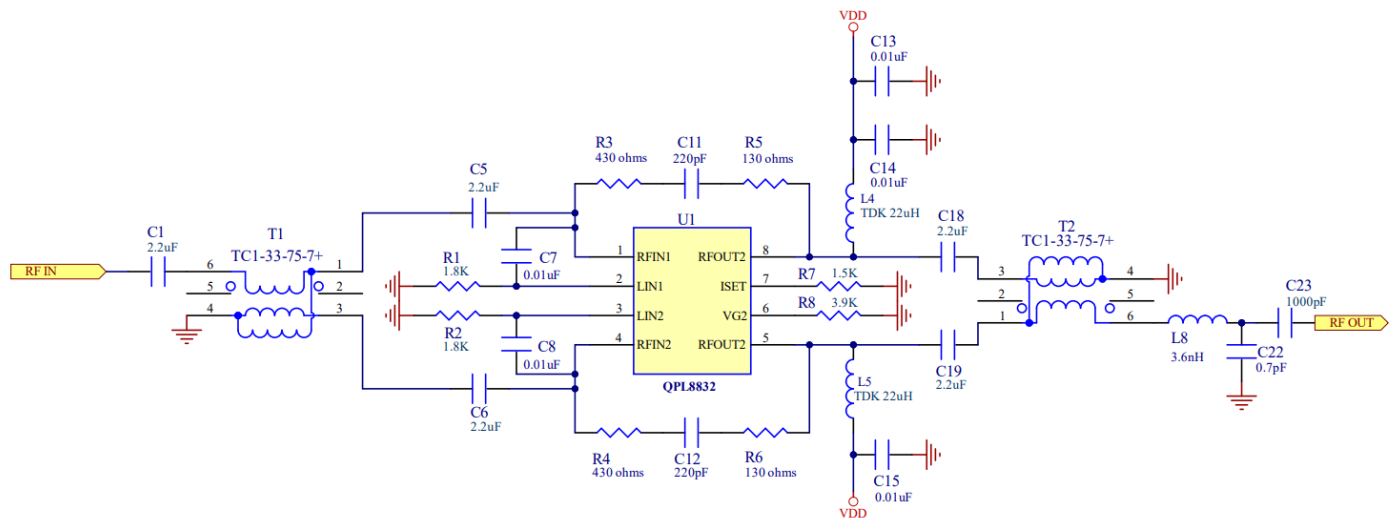 VDD
C13
0.01uF
C14
0.01uF
L4
TDK 22uH
R3
430 ohms
C11
220pF
R5
130 ohms
C5
2.2uF
C7
0.01uF
U1
1 RFIN1 RFOUT2 8
2 LIN1 ISET 7
3 LIN2 VG2 6
4 RFIN2 RFOUT2 5
QPL8832
C1
2.2uF
RF IN
T1
TC1-33-75-7+
6 1
5 2
4 3
R1
1.8K
R2
1.8K
C8
0.01uF
C6
2.2uF
R7 1.5K
R8 3.9K
C18
2.2uF
C19
2.2uF
T2
TC1-33-75-7+
3 4
2 5
1 6
L8
3.6nH
C23
1000pF
RF OUT
C22
0.7pF
R4
430 ohms
C12
220pF
R6
130 ohms
L5
TDK 22uH
C15
0.01uF
VDD